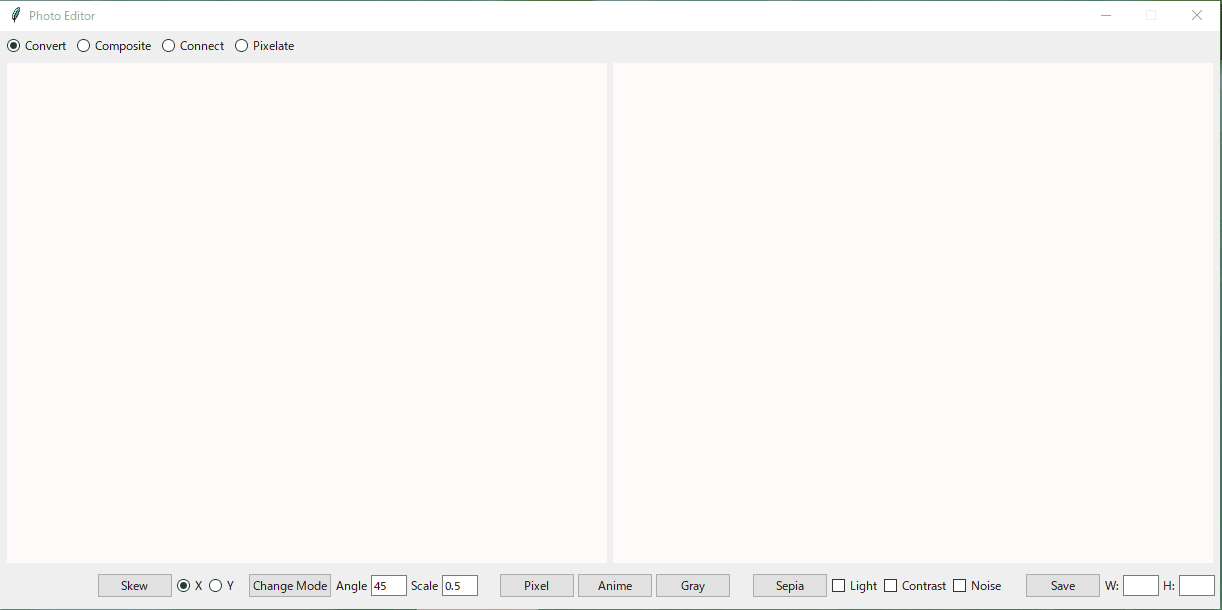 Photo Editor
Convert Composite Connect Pixelate
Skew X Y Change Mode Angle 45 Scale 0.5 Pixel Anime Gray Sepia Light Contrast Noise Save W: H: